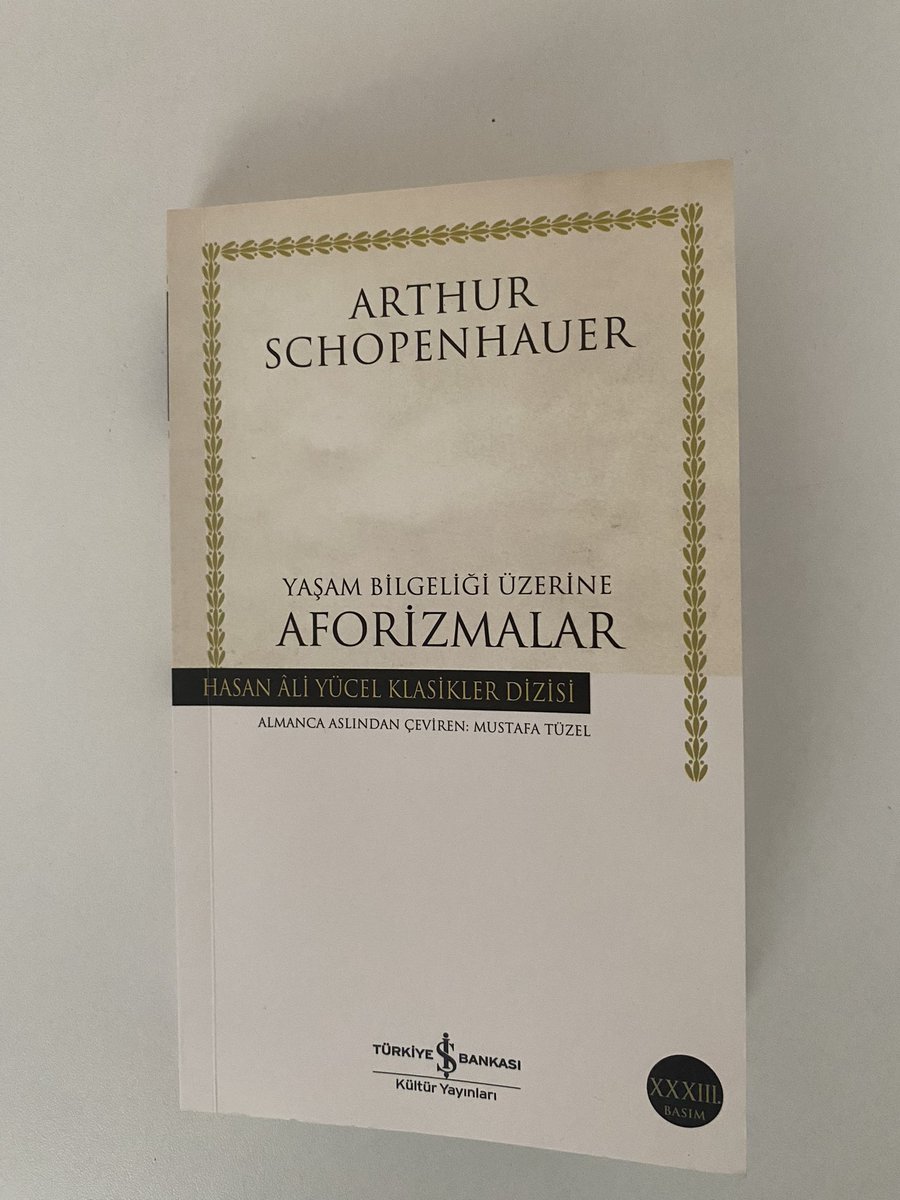 ARTHUR
SCHOPENHAUER
YAŞAM BİLGELİĞİ ÜZERİNE
AFORİZMALAR
HASAN ÂLİ YÜCEL KLASİKLER DİZİSİ
ALMANCA ASLINDAN ÇEVİREN: MUSTAFA TÜZEL
TÜRKİYE İŞ BANKASI
Kültür Yayınları
XXXIII.
BASIM